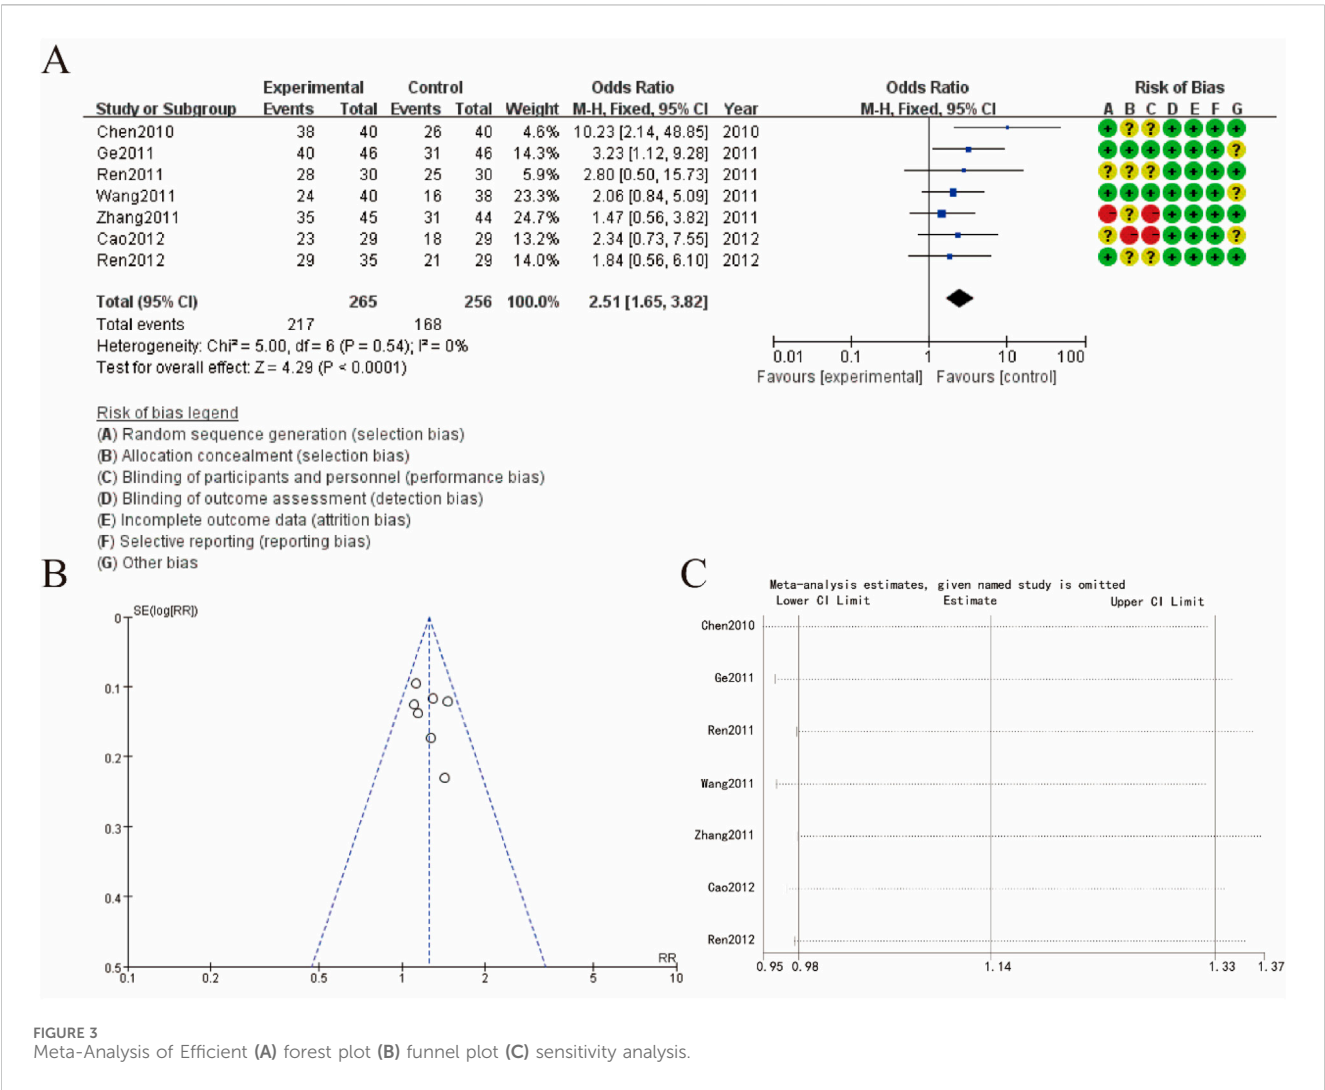 A
Experimental Control Odds Ratio Odds Ratio Risk of Bias
Study or Subgroup Events Total Events Total Weight M-H, Fixed, 95% CI Year M-H, Fixed, 95% CI A B C D E F G
Chen2010 38 40 26 40 4.6% 10.23 [2.14, 48.85] 2010 + ? ? + + + +
Ge2011 40 46 31 46 14.3% 3.23 [1.12, 9.28] 2011 + + + + + + ?
Ren2011 28 30 25 30 5.9% 2.80 [0.50, 15.73] 2011 ? ? ? + + + +
Wang2011 24 40 16 38 23.3% 2.06 [0.84, 5.09] 2011 + + + + + + ?
Zhang2011 35 45 31 44 24.7% 1.47 [0.56, 3.82] 2011 - ? - + + + +
Cao2012 23 29 18 29 13.2% 2.34 [0.73, 7.55] 2012 ? - - + + + ?
Ren2012 29 35 21 29 14.0% 1.84 [0.56, 6.10] 2012 + ? ? + + + +
Total (95% CI) 265 256 100.0% 2.51 [1.65, 3.82]
Total events 217 168
Heterogeneity: Chi² = 5.00, df = 6 (P = 0.54); I² = 0%
Test for overall effect: Z = 4.29 (P < 0.0001)
0.01 0.1 1 10 100
Favours [experimental] Favours [control]
Risk of bias legend
(A) Random sequence generation (selection bias)
(B) Allocation concealment (selection bias)
(C) Blinding of participants and personnel (performance bias)
(D) Blinding of outcome assessment (detection bias)
(E) Incomplete outcome data (attrition bias)
(F) Selective reporting (reporting bias)
(G) Other bias
B
SE(log[RR])
0
0.1
0.2
0.3
0.4
0.5
RR
0.1 0.2 0.5 1 2 5 10
C
Meta-analysis estimates, given named study is omitted
Lower CI Limit Estimate Upper CI Limit
Chen2010
Ge2011
Ren2011
Wang2011
Zhang2011
Cao2012
Ren2012
0.95 0.98 1.14 1.33 1.37
FIGURE 3
Meta-Analysis of Efficient (A) forest plot (B) funnel plot (C) sensitivity analysis.